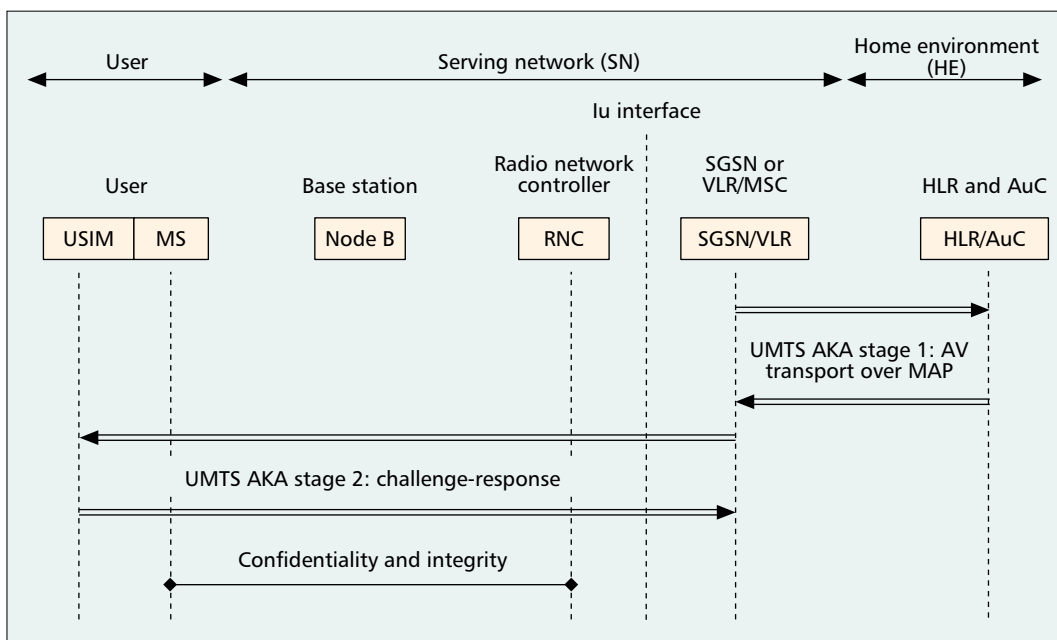 User
Serving network (SN)
Home environment
(HE)
Iu interface
User
Base station
Radio network
controller
SGSN or
VLR/MSC
HLR and AuC
USIM
MS
Node B
RNC
SGSN/VLR
HLR/AuC
UMTS AKA stage 1: AV
transport over MAP
UMTS AKA stage 2: challenge-response
Confidentiality and integrity